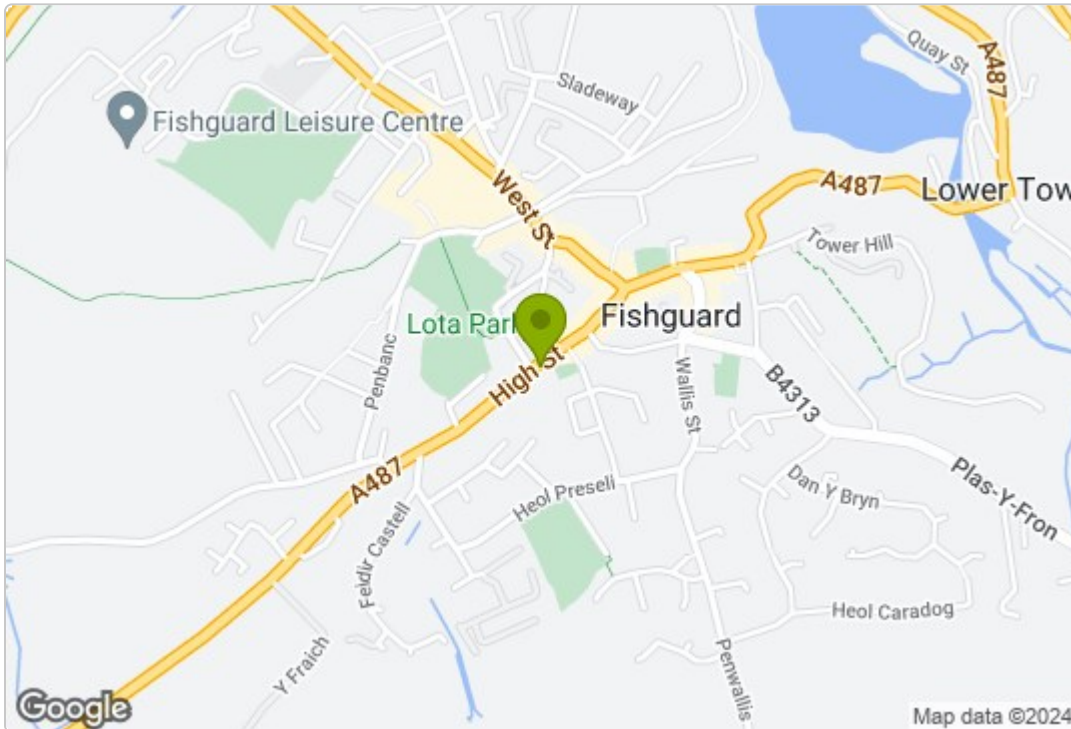 Quay St
A487
Sladeway
Fishguard Leisure Centre
West St
A487
Lower Tow
Tower Hill
Lota Par
Fishguard
High St
Penbanc
Wallis St
B4313
A487
Heol Preseli
Dan Y Bryn
Plas-Y-Fron
Feidir Castell
Heol Caradog
Y Fraich
Penwallis
Google
Map data ©2024